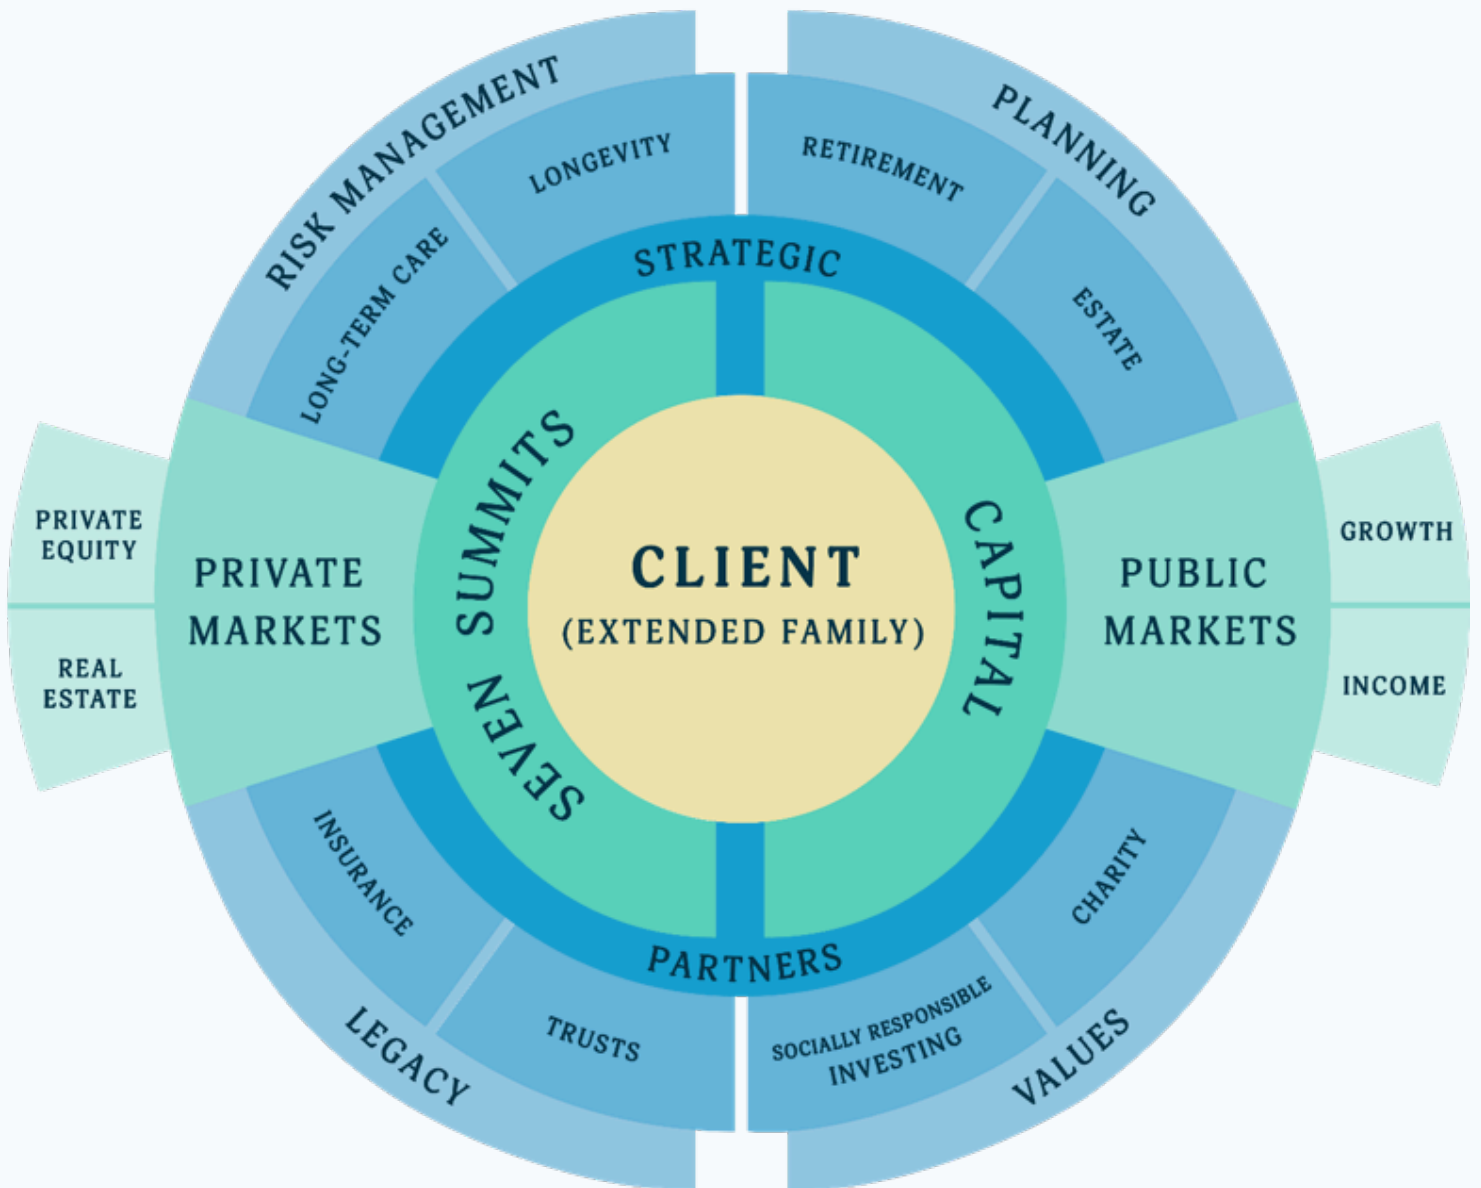 RISK MANAGEMENT
LONGEVITY
LONG-TERM CARE
PLANNING
RETIREMENT
ESTATE
STRATEGIC
PRIVATE
EQUITY
REAL
ESTATE
PRIVATE
MARKETS
SEVEN SUMMITS
CLIENT
(EXTENDED FAMILY)
CAPITAL
PUBLIC
MARKETS
GROWTH
INCOME
PARTNERS
INSURANCE
TRUSTS
LEGACY
SOCIALLY RESPONSIBLE
INVESTING
CHARITY
VALUES